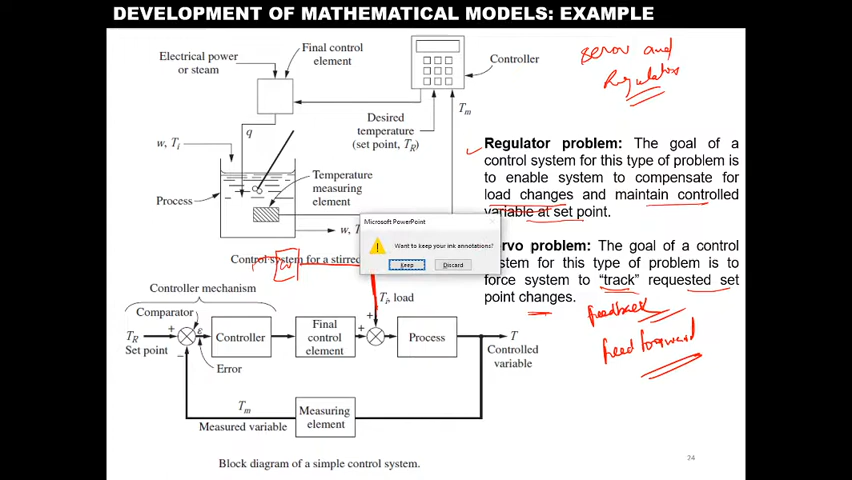 DEVELOPMENT OF MATHEMATICAL MODELS: EXAMPLE
Electrical power
or steam
Final control
element
Controller
servo and
Regulator
q
Desired
temperature
(set point, TR)
Tm
w, Ti
Temperature
measuring
element
Process
w, T
Control system for a stirred
Regulator problem: The goal of a
control system for this type of problem is
to enable system to compensate for
load changes and maintain controlled
variable at set point.
Microsoft PowerPoint
Want to keep your ink annotations?
Keep
Discard
ervo problem: The goal of a control
stem for this type of problem is to
force system to “track” requested set
point changes.
feedback
feed forward
Controller mechanism
Comparator
Ti, load
+
ε
+
+
TR
Set point
Controller
Final
control
element
Process
T
Controlled
variable
−
Error
Tm
Measured variable
Measuring
element
Block diagram of a simple control system.
24